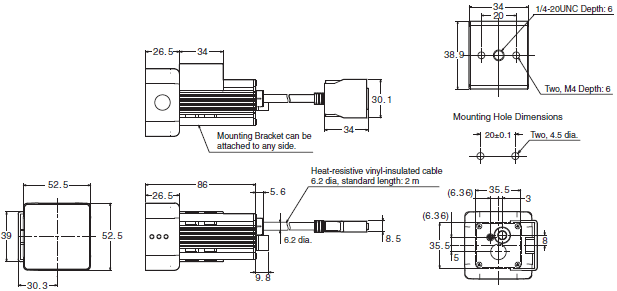 26.5
34
30.1
34
Mounting Bracket can be
attached to any side.
34
20
1/4-20UNC Depth: 6
38.9
Two, M4 Depth: 6
Mounting Hole Dimensions
20±0.1
Two, 4.5 dia.
52.5
39
52.5
30.3
86
26.5
5.6
Heat-resistive vinyl-insulated cable
6.2 dia, standard length: 2 m
6.2 dia.
8.5
9.8
(6.36)
35.5
3
(6.36)
35.5
5
8